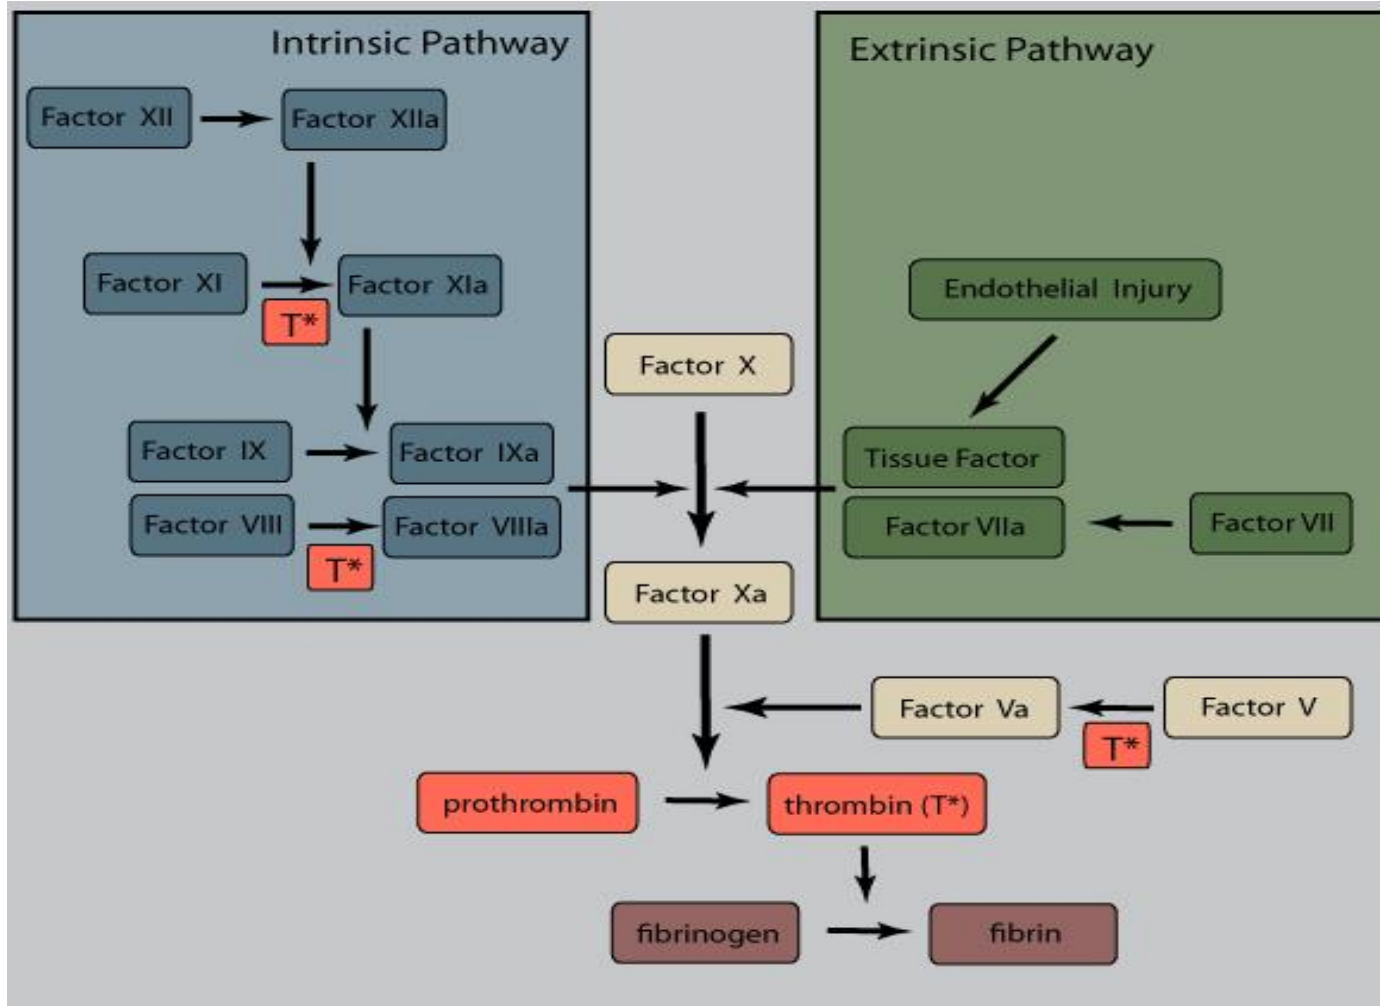 Intrinsic Pathway
Extrinsic Pathway
Factor XII
Factor XIIa
Factor XI
T*
Factor XIa
Endothelial Injury
Factor X
Factor IX
Factor IXa
Tissue Factor
Factor VIII
Factor VIIIa
T*
Factor VIIa
Factor VII
Factor Xa
Factor Va
Factor V
T*
prothrombin
thrombin (T*)
fibrinogen
fibrin